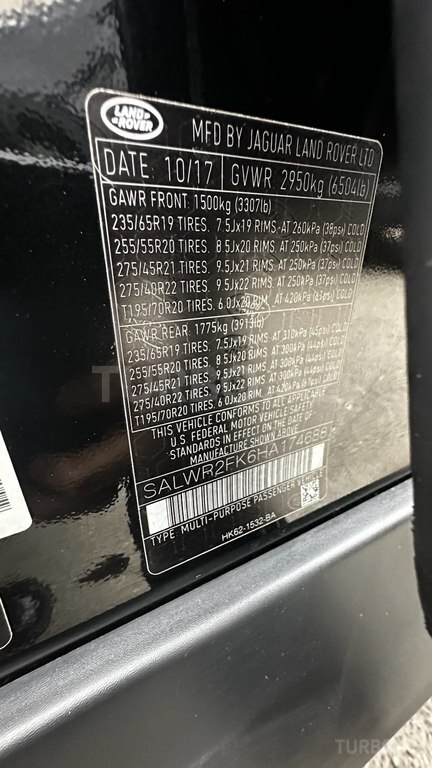 LAND
ROVER
MFD BY JAGUAR LAND ROVER LTD
DATE: 10/17 GVWR: 2950kg (6504lb)
GAWR FRONT: 1500kg (3307lb)
235/65R19 TIRES. 7.5Jx19 RIMS. AT 260kPa (38psi) COLD
255/55R20 TIRES. 8.5Jx20 RIMS. AT 250kPa (37psi) COLD
275/45R21 TIRES. 9.5Jx21 RIMS. AT 250kPa (37psi) COLD
275/40R22 TIRES. 9.5Jx22 RIMS. AT 250kPa (37psi) COLD
T195/70R20 TIRES. 6.0Jx20 RIM. AT 420kPa (61psi) COLD
GAWR REAR: 1775kg (3913lb)
235/65R19 TIRES. 7.5Jx19 RIMS. AT 310kPa (45psi) COLD
255/55R20 TIRES. 8.5Jx20 RIMS. AT 300kPa (44psi) COLD
275/45R21 TIRES. 9.5Jx21 RIMS. AT 300kPa (44psi) COLD
275/40R22 TIRES. 9.5Jx22 RIMS. AT 300kPa (44psi) COLD
T195/70R20 TIRES. 6.0Jx20 RIM. AT 420kPa (61psi) COLD
THIS VEHICLE CONFORMS TO ALL APPLICABLE
U.S. FEDERAL MOTOR VEHICLE SAFETY
STANDARDS IN EFFECT ON THE DATE OF
MANUFACTURE SHOWN ABOVE
TYPE: MULTI-PURPOSE PASSENGER
HK62-1532-BA